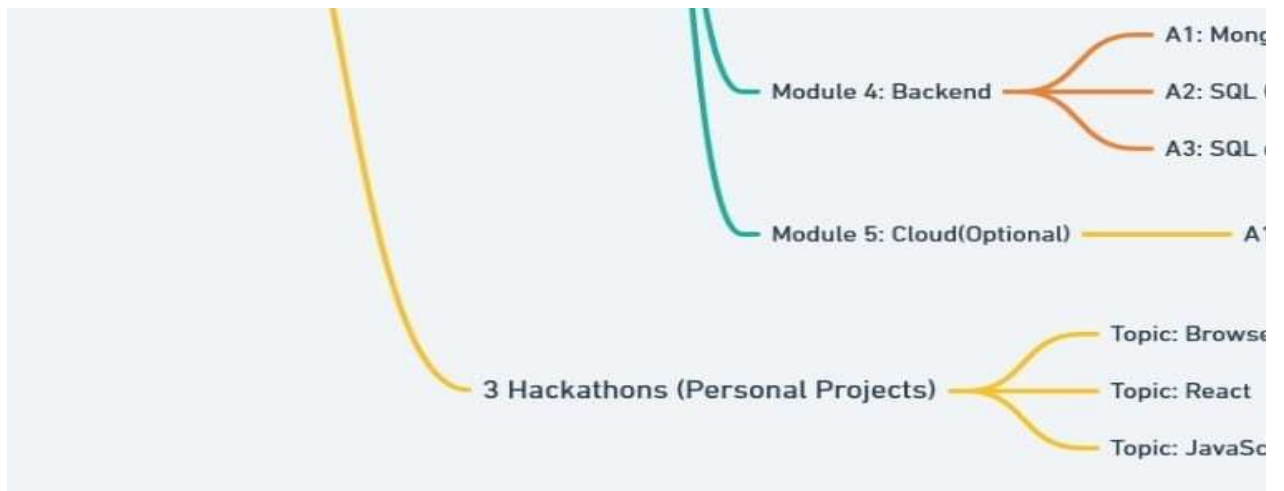 A1: Mong
Module 4: Backend
A2: SQL
A3: SQL
Module 5: Cloud(Optional)
A1
Topic: Browse
3 Hackathons (Personal Projects)
Topic: React
Topic: JavaSc